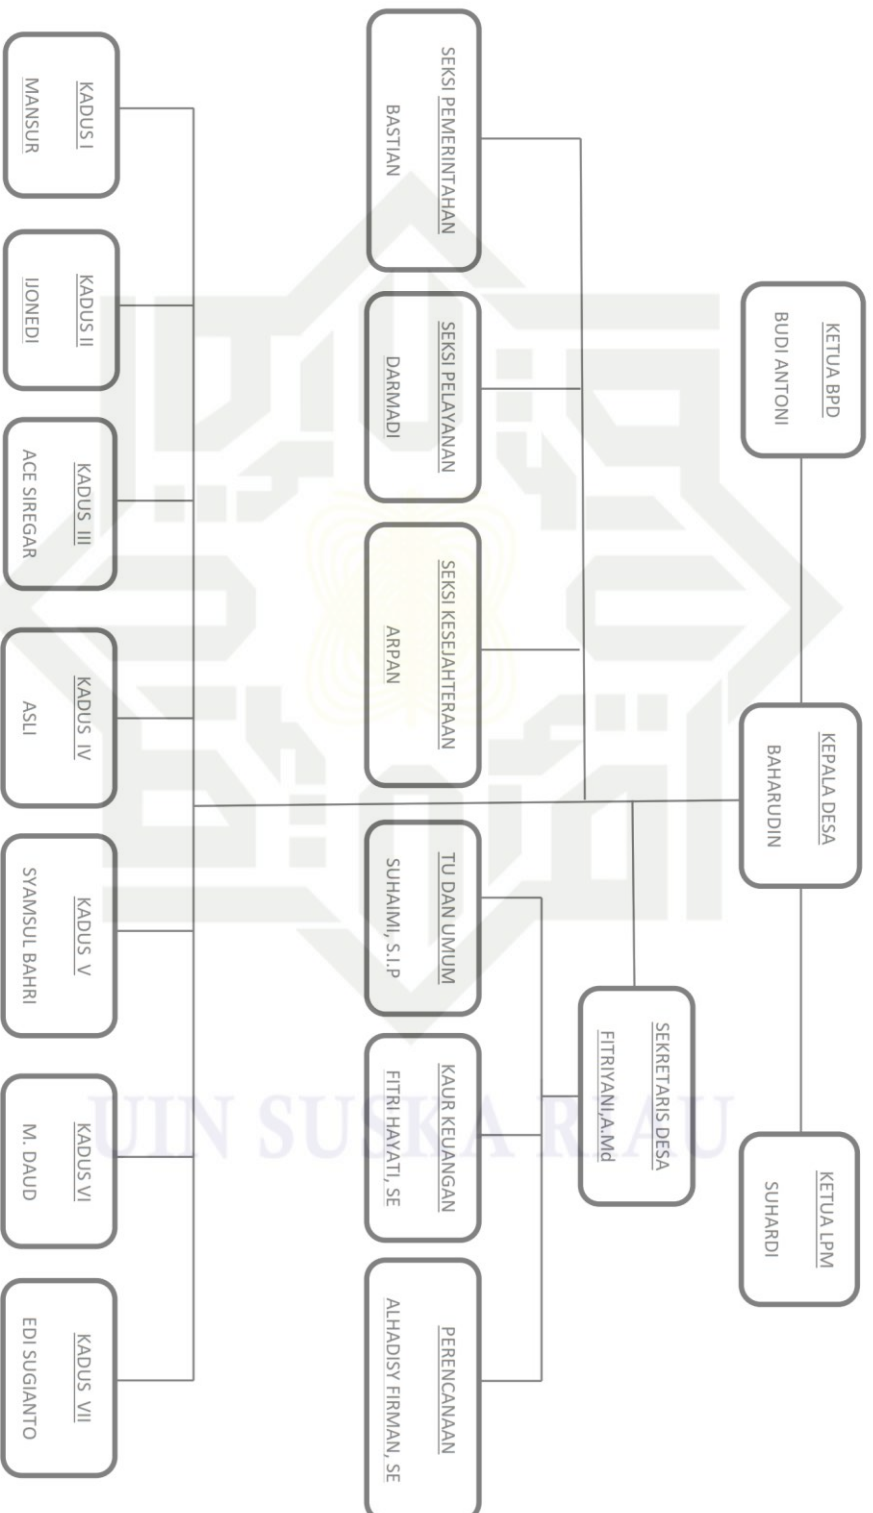 KETUA BPD
BUDI ANTONI
KEPALA DESA
BAHARUDIN
KETUA LPM
SUHARDI
SEKRETARIS DESA
FITRIYANI,A.Md
SEKSI PEMERINTAHAN
BASTIAN
SEKSI PELAYANAN
DARMADI
SEKSI KESEJAHTERAAN
ARPAN
TU DAN UMUM
SUHAIMI, S.I.P
KAUR KEUANGAN
FITRI HAYATI, SE
PERENCANAAN
ALHADISY FIRMAN, SE
KADUS I
MANSUR
KADUS II
IJONEDI
KADUS III
ACE SIREGAR
KADUS IV
ASLI
KADUS V
SYAMSUL BAHRI
KADUS VI
M. DAUD
KADUS VII
EDI SUGIANTO
UIN SUSKA RIAU